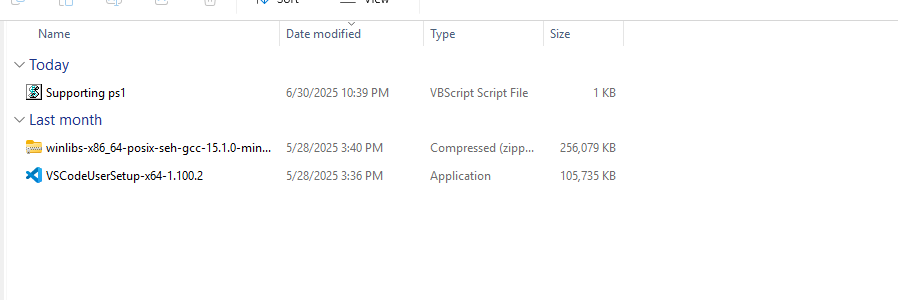 Sort View
Name Date modified Type Size
Today
Supporting ps1 6/30/2025 10:39 PM VBScript Script File 1 KB
Last month
winlibs-x86_64-posix-seh-gcc-15.1.0-min... 5/28/2025 3:40 PM Compressed (zipp... 256,079 KB
VSCodeUserSetup-x64-1.100.2 5/28/2025 3:36 PM Application 105,735 KB